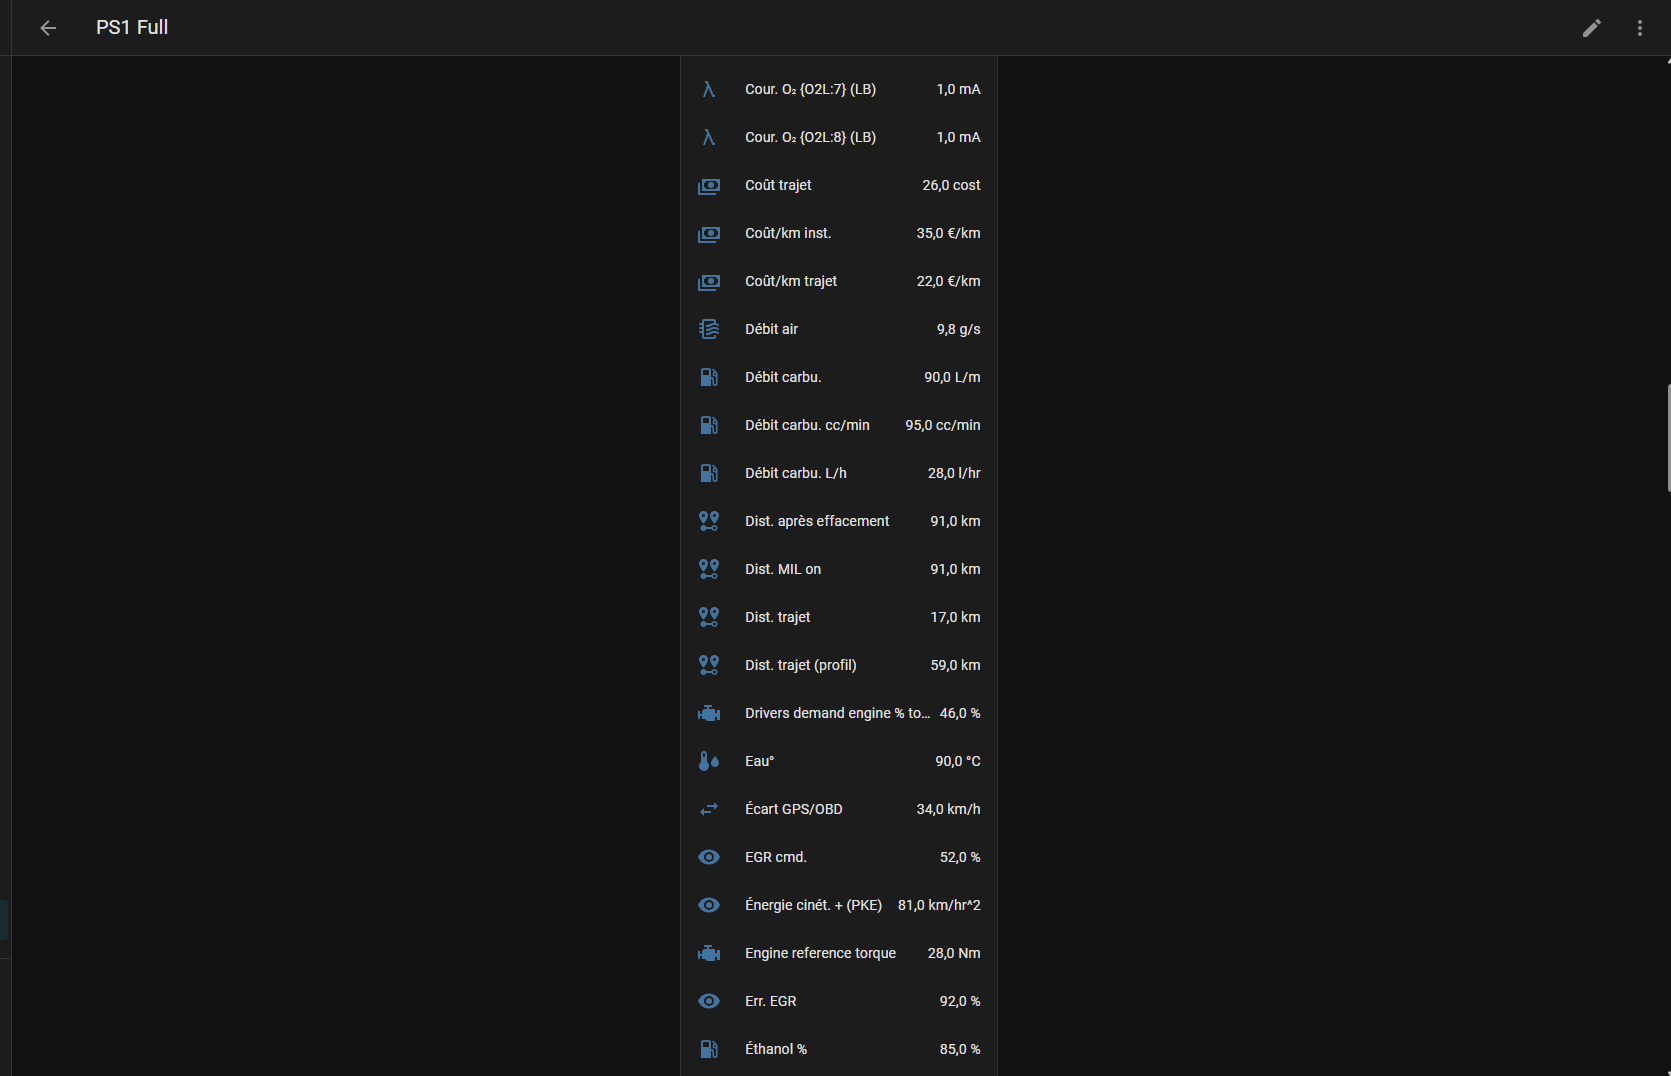 PS1 Full
Cour. O₂ {O2L:7} (LB) 1,0 mA
Cour. O₂ {O2L:8} (LB) 1,0 mA
Coût trajet 26,0 cost
Coût/km inst. 35,0 €/km
Coût/km trajet 22,0 €/km
Débit air 9,8 g/s
Débit carbu. 90,0 L/m
Débit carbu. cc/min 95,0 cc/min
Débit carbu. L/h 28,0 l/hr
Dist. après effacement 91,0 km
Dist. MIL on 91,0 km
Dist. trajet 17,0 km
Dist. trajet (profil) 59,0 km
Drivers demand engine % to... 46,0 %
Eau° 90,0 °C
Écart GPS/OBD 34,0 km/h
EGR cmd. 52,0 %
Énergie cinét. + (PKE) 81,0 km/hr^2
Engine reference torque 28,0 Nm
Err. EGR 92,0 %
Éthanol % 85,0 %